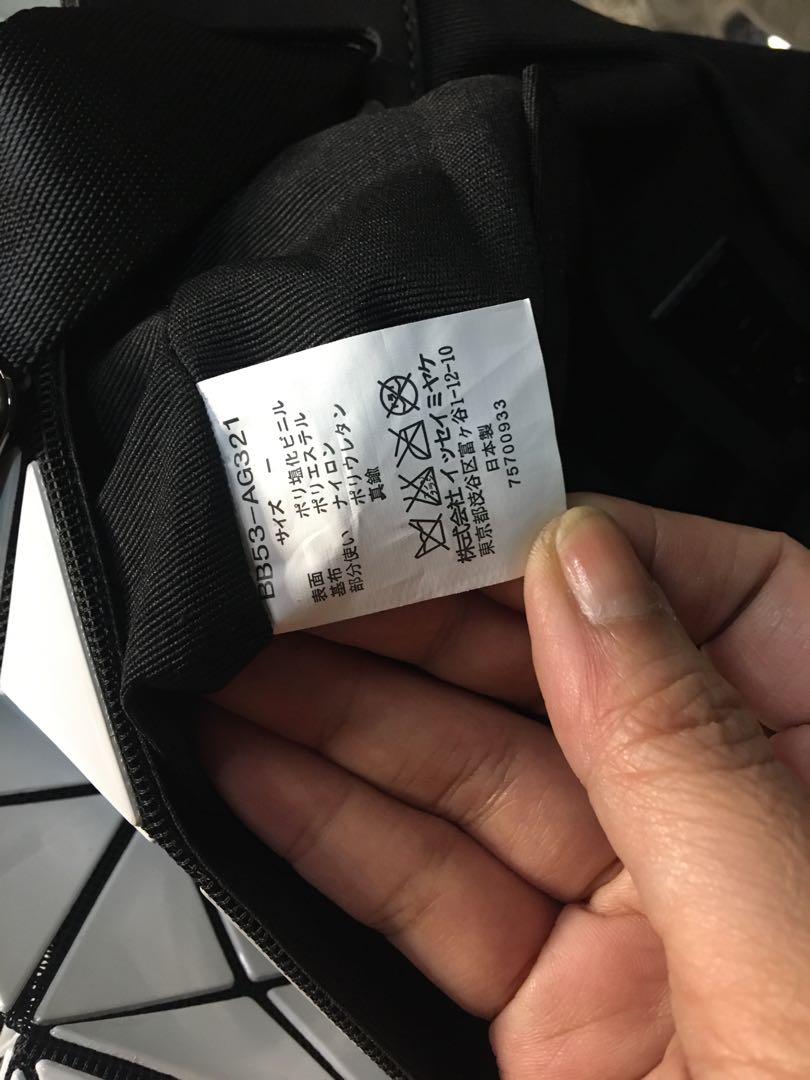 BB53-AG321
サイズ －
表面 ポリ塩化ビニル
基布 ポリエステル
部分使い ナイロン
ポリウレタン
真鍮
株式会社 イッセイミヤケ
東京都渋谷区富ヶ谷1-12-10
日本製
75700933